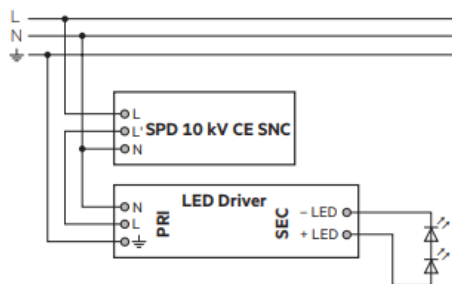 L
N
L
L'
SPD 10 kV CE SNC
N
LED Driver
N
L
PRI
SEC
– LED
+ LED